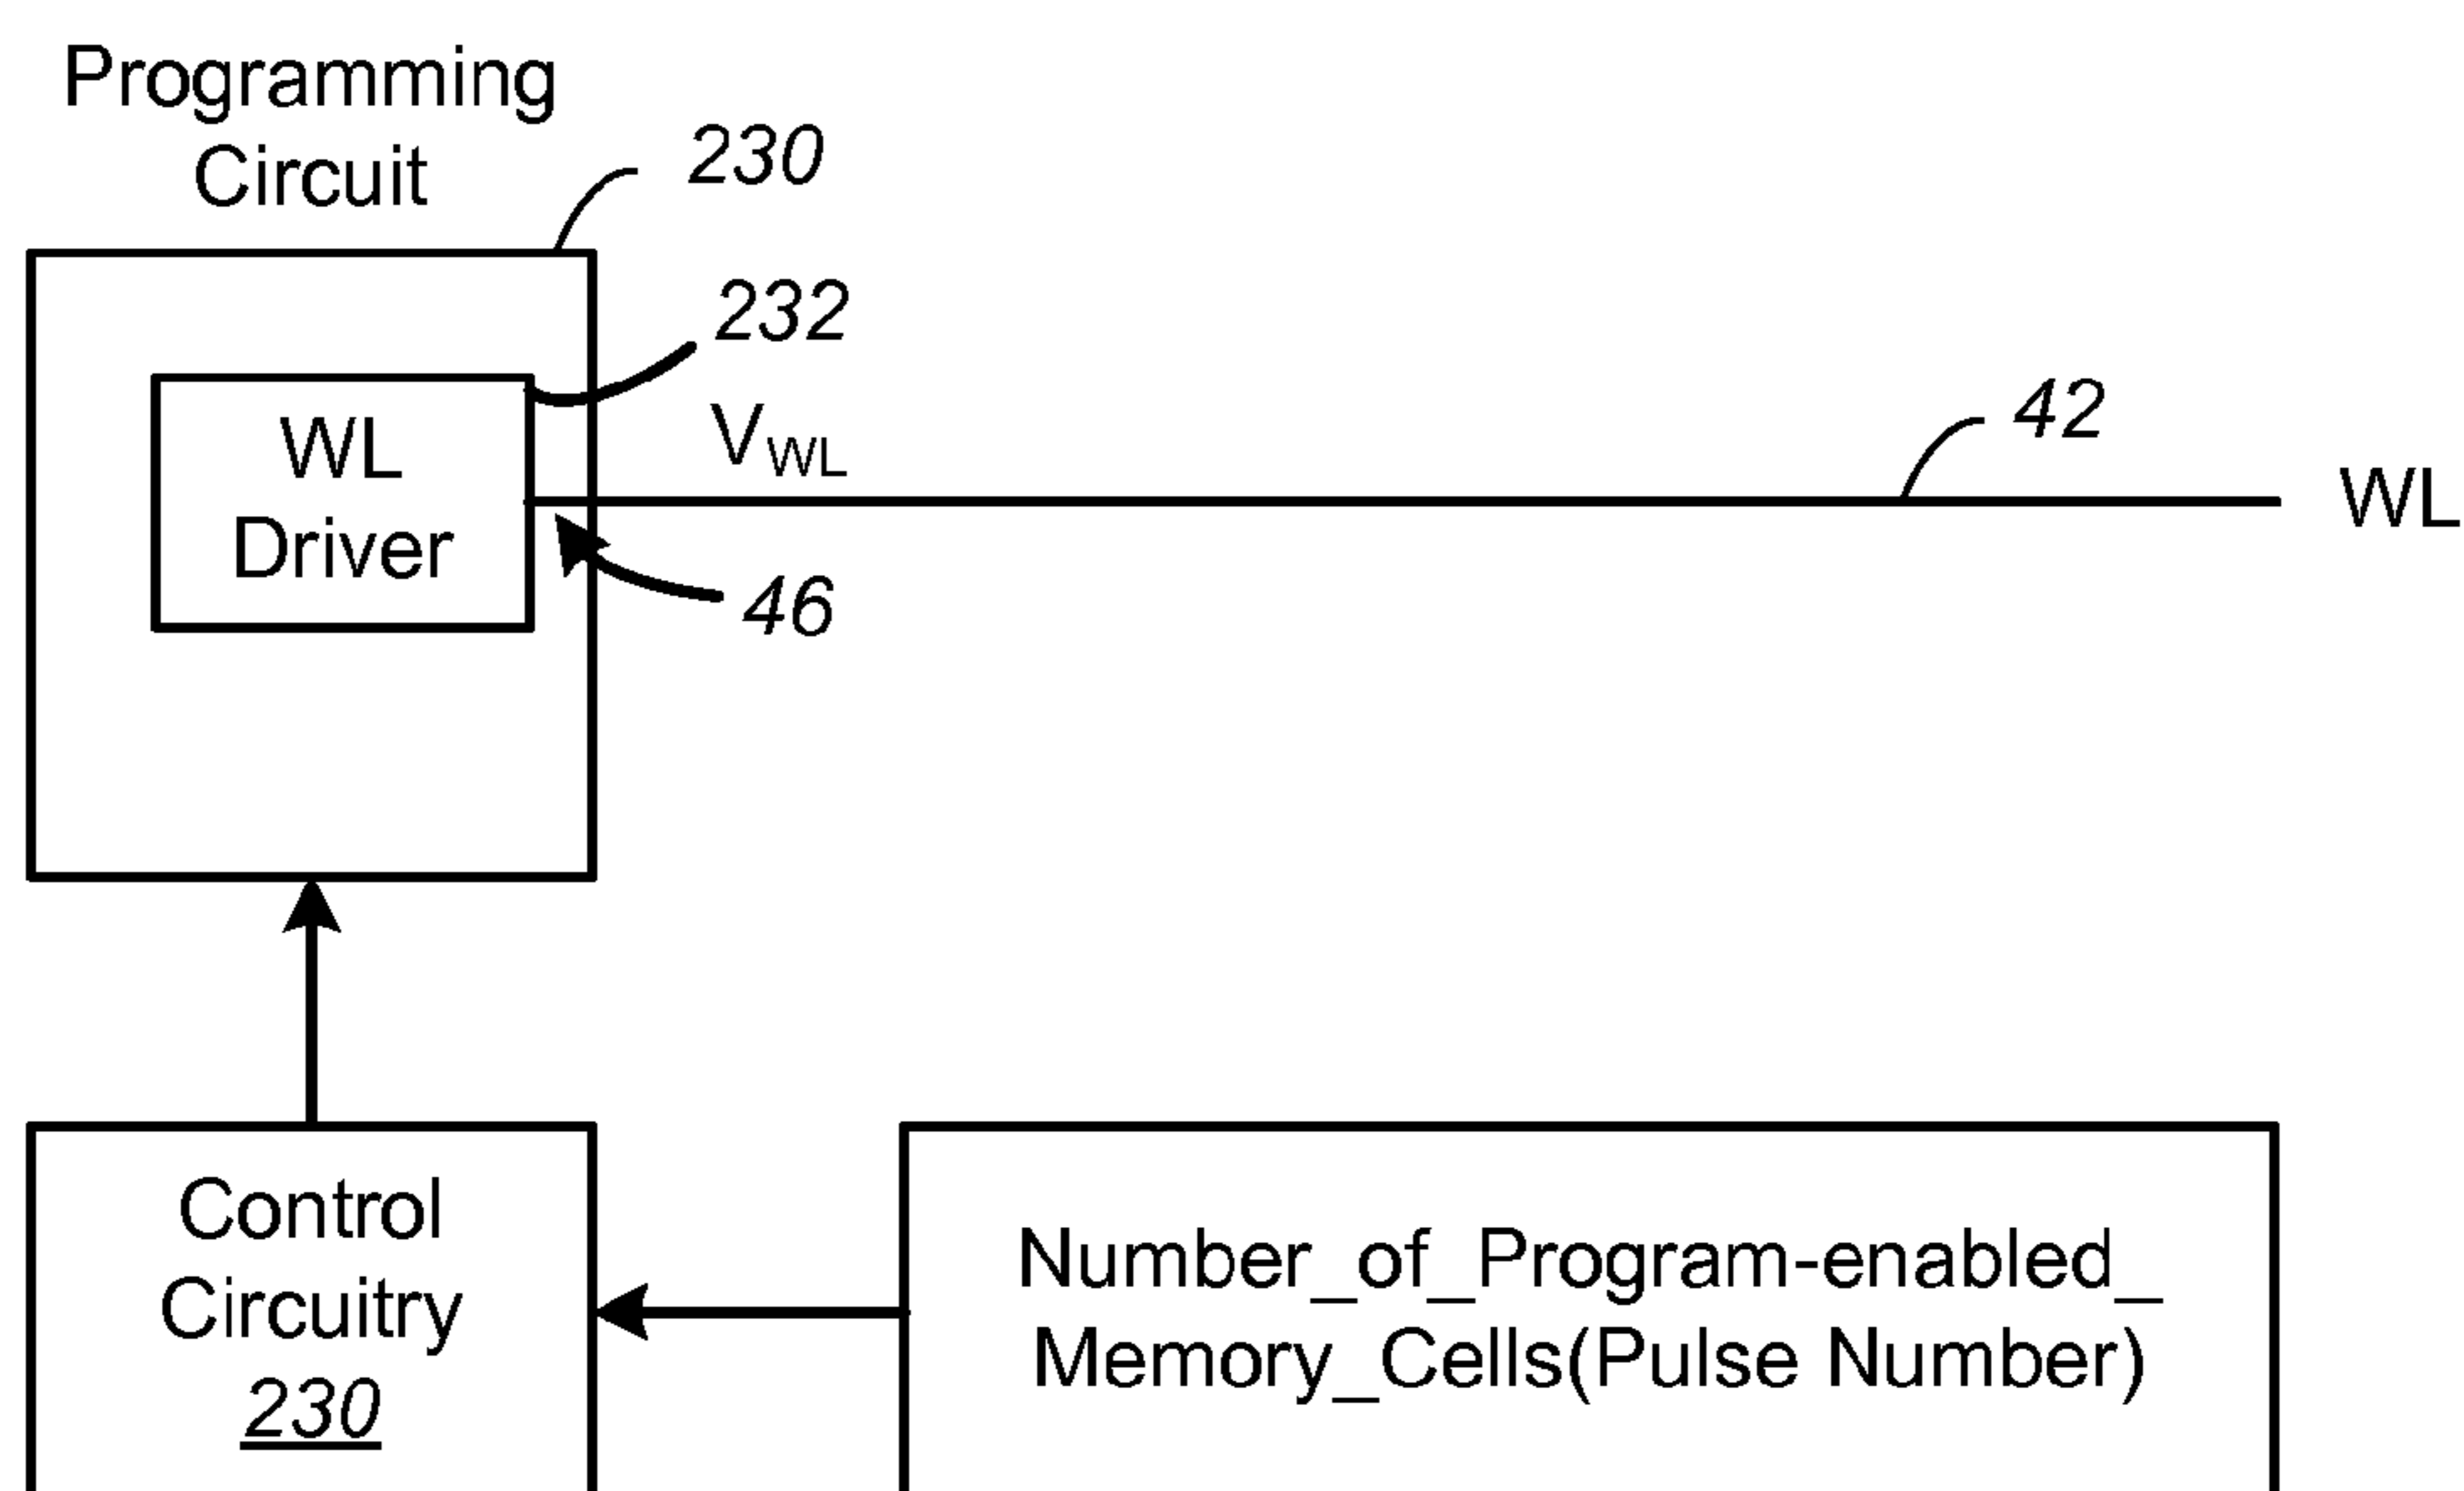 Programming
Circuit
230
232
WL
Driver
V_WL
42
WL
46
Control
Circuitry
230
Number_of_Program-enabled_
Memory_Cells(Pulse Number)